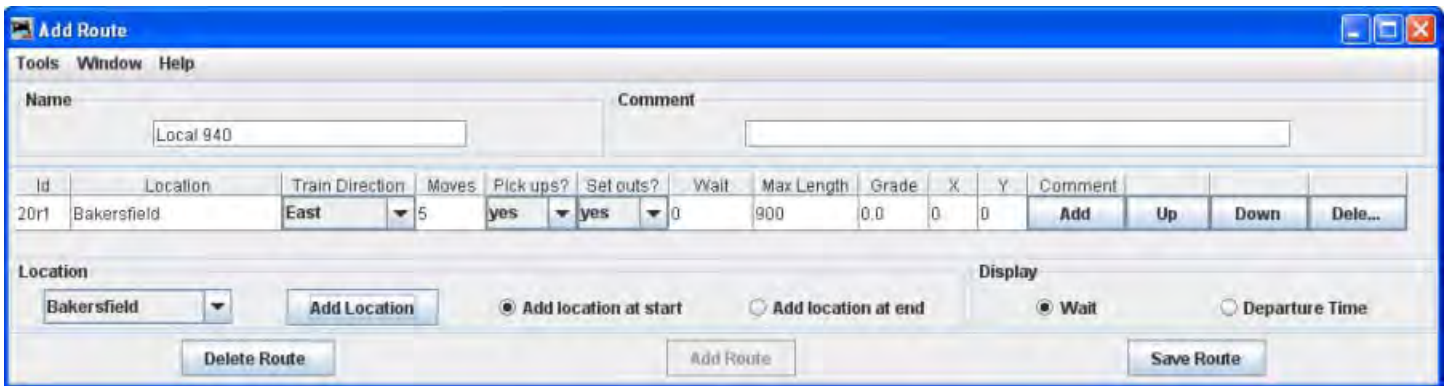 Add Route
Tools Window Help
Name Comment
Local 940
Id Location Train Direction Moves Pick ups? Set outs? Wait Max Length Grade X Y Comment
20r1 Bakersfield East 5 yes yes 0 900 0.0 0 0 Add Up Down Dele...
Location Display
Bakersfield Add Location Add location at start Add location at end Wait Departure Time
Delete Route Add Route Save Route